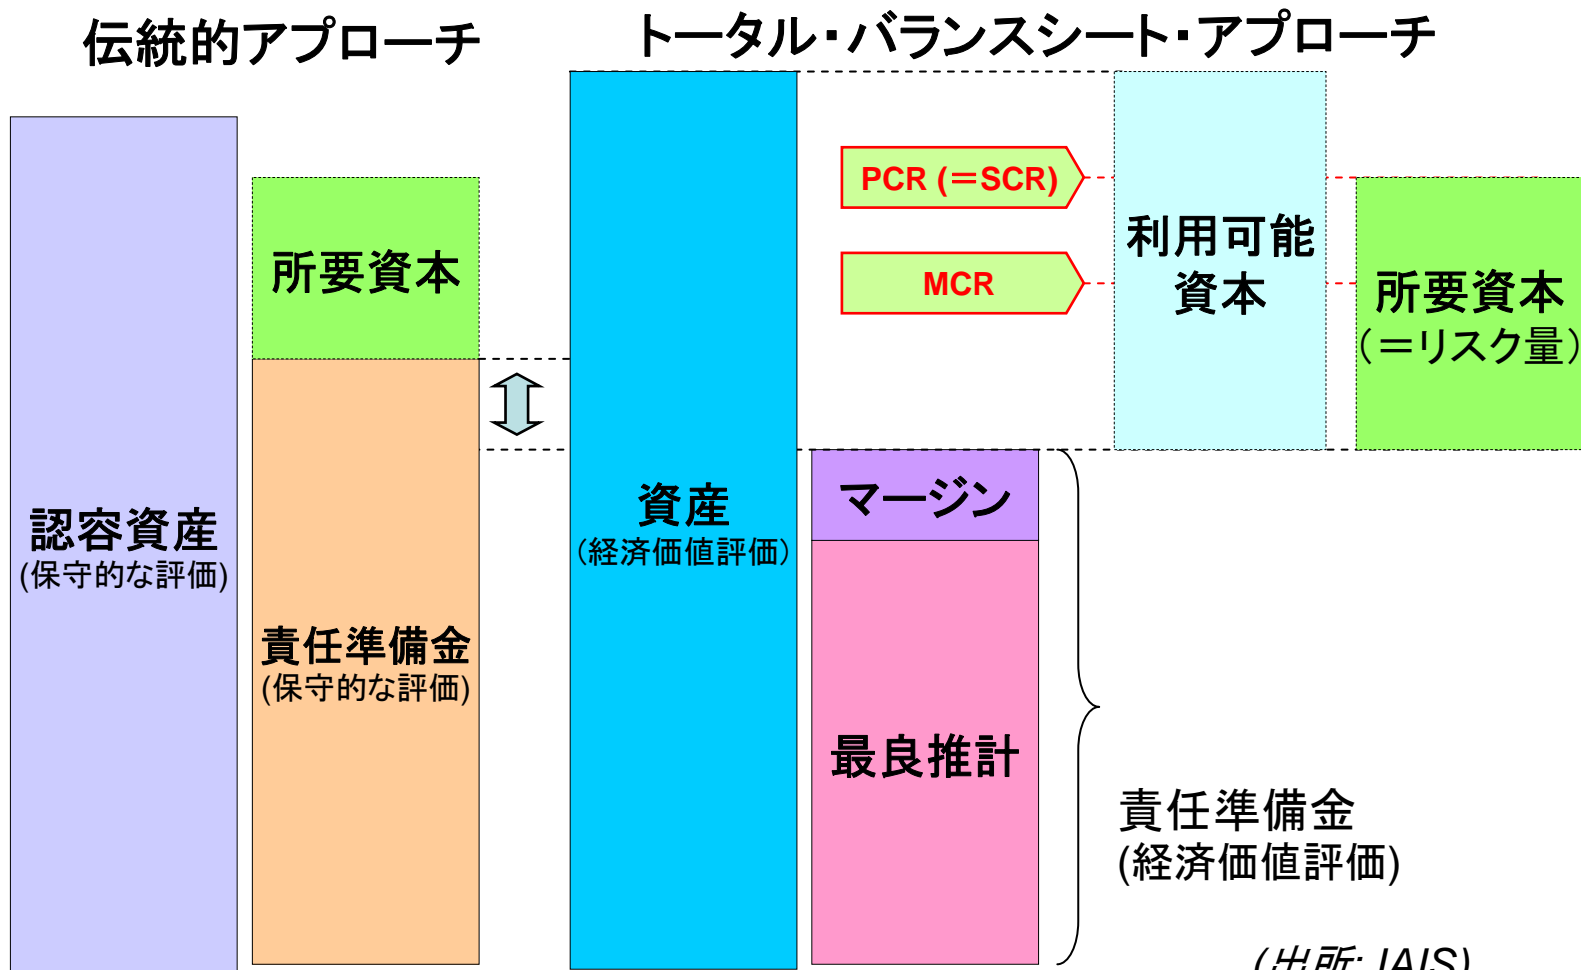 伝統的アプローチ
トータル・バランスシート・アプローチ
認容資産
(保守的な評価)
所要資本
責任準備金
(保守的な評価)
資産
(経済価値評価)
PCR (＝SCR)
MCR
マージン
最良推計
利用可能
資本
所要資本
(＝リスク量)
責任準備金
(経済価値評価)
(出所: IAIS)